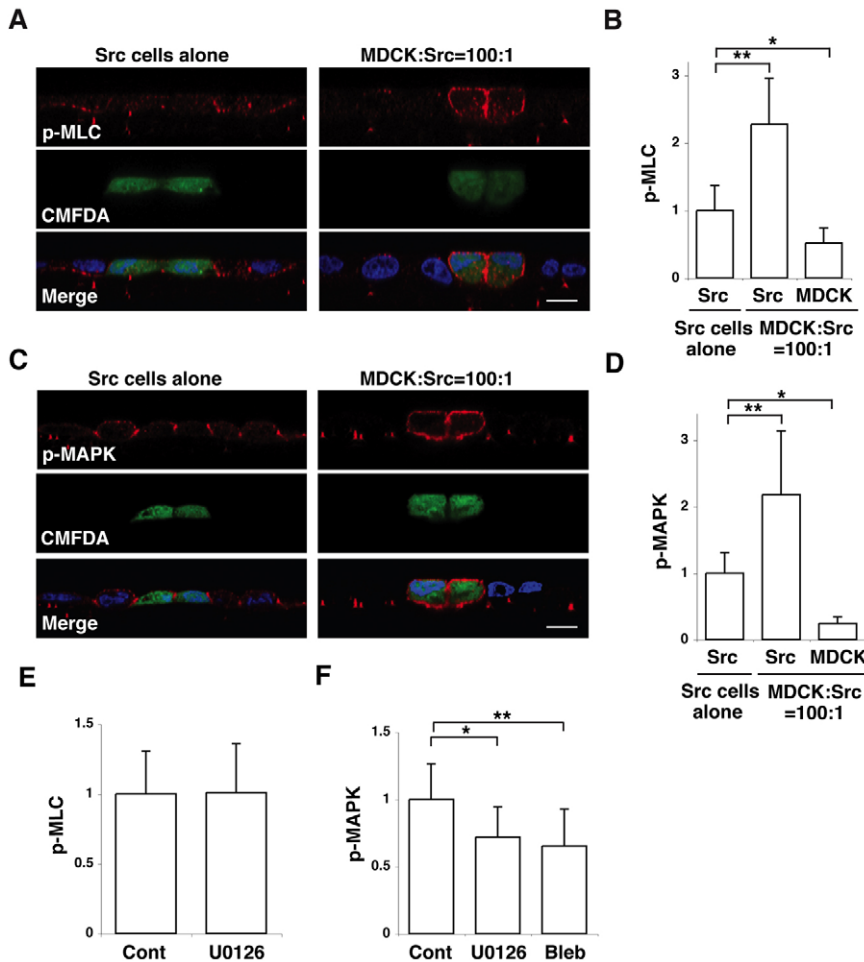 A
Src cells alone
MDCK:Src=100:1
p-MLC
CMFDA
Merge
B
p-MLC
3
2
1
0
**
*
Src
Src
MDCK
Src cells
alone
MDCK:Src
=100:1
C
Src cells alone
MDCK:Src=100:1
p-MAPK
CMFDA
Merge
D
p-MAPK
3
2
1
0
**
*
Src
Src
MDCK
Src cells
alone
MDCK:Src
=100:1
E
p-MLC
1.5
1
0.5
0
Cont
U0126
F
p-MAPK
1.5
1
0.5
0
*
**
Cont
U0126
Bleb